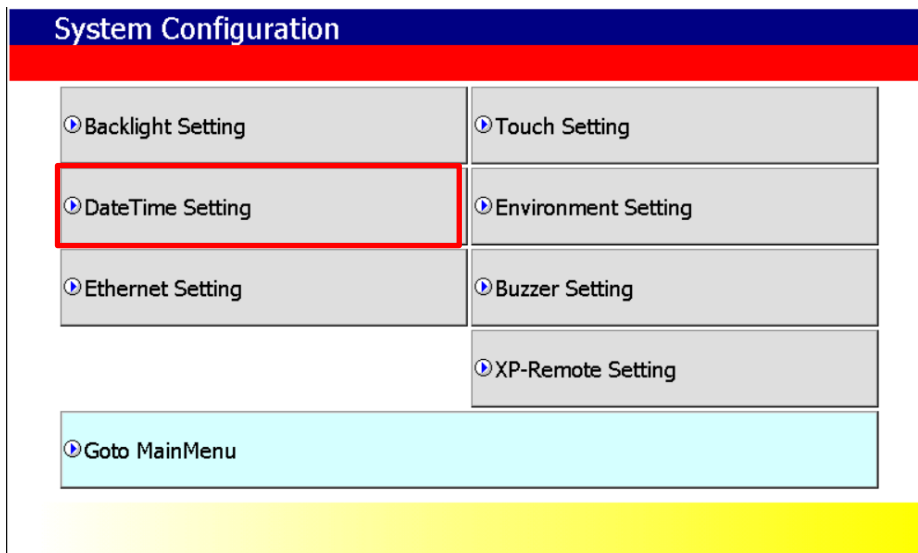 System Configuration
Backlight Setting
Touch Setting
DateTime Setting
Environment Setting
Ethernet Setting
Buzzer Setting
XP-Remote Setting
Goto MainMenu